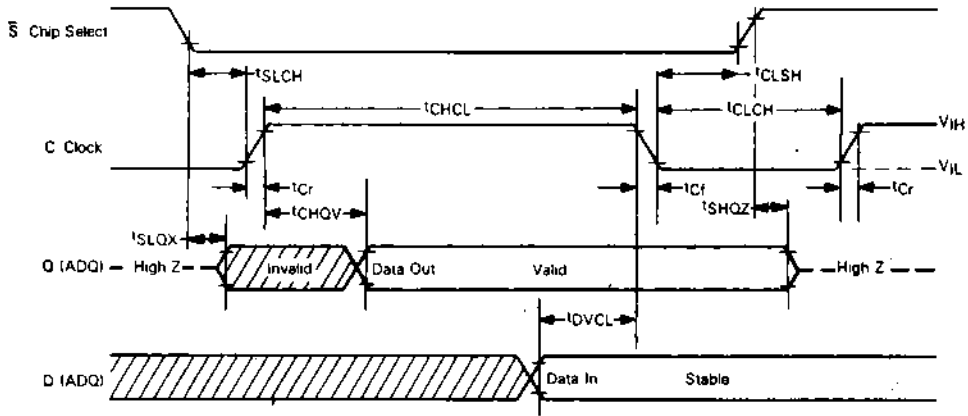 S̅ Chip Select
tSLCH
tCLSH
tCHCL
tCLCH
VIH
C Clock
VIL
tCr
tCf
tCr
tCHQV
tSHQZ
tSLQX
Q (ADQ) High Z Invalid Data Out Valid High Z
tDVCL
D (ADQ) Data In Stable